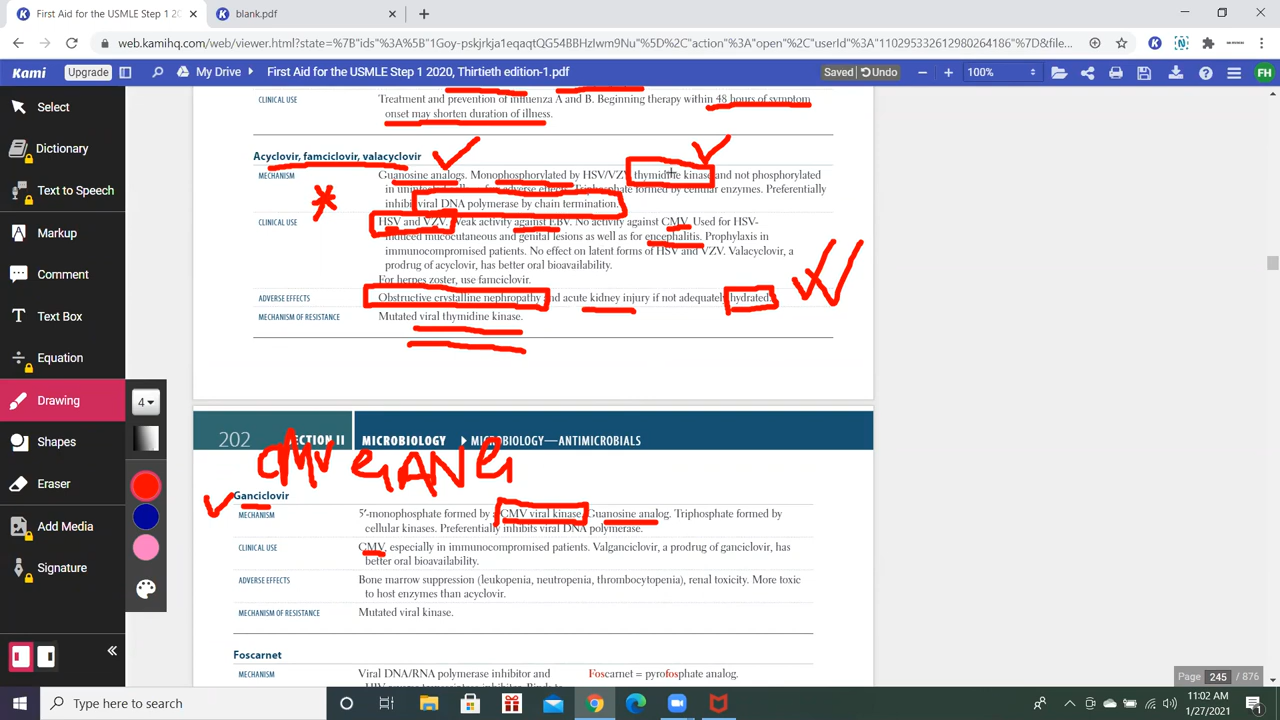 First Aid for the USMLE Step 1 2
blank.pdf
web.kamihq.com/web/viewer.html?state=%7B"ids"%3A%5B"1Goy-pskjrkja1eqaqtQG54BBHzlwm9Nu"%5D%2C"action"%3A"open"%2C"userId"%3A"110295332612980264186"%7D&file
Kami Upgrade My Drive First Aid for the USMLE Step 1 2020, Thirtieth edition-1.pdf Saved Undo 100% FH
Select
Dictionary
Text to Speech
Markup
Comment
Text Box
Equation
Drawing
4
Shapes
Eraser
Add Media
Signature
CLINICAL USE Treatment and prevention of influenza A and B. Beginning therapy within 48 hours of symptom
onset may shorten duration of illness.
Acyclovir, famciclovir, valacyclovir
MECHANISM Guanosine analogs. Monophosphorylated by HSV/VZV thymidine kinase and not phosphorylated
in adverse effects. Triphosphate formed by cellular enzymes. Preferentially
inhibit viral DNA polymerase by chain termination.
CLINICAL USE HSV and VZV. Weak activity against EBV. No activity against CMV. Used for HSV-
induced mucocutaneous and genital lesions as well as for encephalitis. Prophylaxis in
immunocompromised patients. No effect on latent forms of HSV and VZV. Valacyclovir, a
prodrug of acyclovir, has better oral bioavailability.
For herpes zoster, use famciclovir.
ADVERSE EFFECTS Obstructive crystalline nephropathy and acute kidney injury if not adequately hydrated.
MECHANISM OF RESISTANCE Mutated viral thymidine kinase.
202 SECTION II MICROBIOLOGY MICROBIOLOGY—ANTIMICROBIALS
CMV GANG
Ganciclovir
MECHANISM 5′-monophosphate formed by a CMV viral kinase. Guanosine analog. Triphosphate formed by
cellular kinases. Preferentially inhibits viral DNA polymerase.
CLINICAL USE CMV, especially in immunocompromised patients. Valganciclovir, a prodrug of ganciclovir, has
better oral bioavailability.
ADVERSE EFFECTS Bone marrow suppression (leukopenia, neutropenia, thrombocytopenia), renal toxicity. More toxic
to host enzymes than acyclovir.
MECHANISM OF RESISTANCE Mutated viral kinase.
Foscarnet
MECHANISM Viral DNA/RNA polymerase inhibitor and Foscarnet = pyrofosphate analog.
Page 245 / 876
Type here to search
11:02 AM
1/27/2021